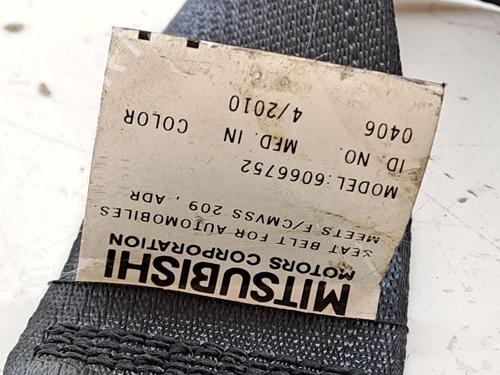 MITSUBISHI
MOTORS CORPORATION
SEAT BELT FOR AUTOMOBILES.
MEETS F/CMVSS 209 , ADR
MODEL:6066752
ID. NO. MED. IN COLOR
0406 4/2010